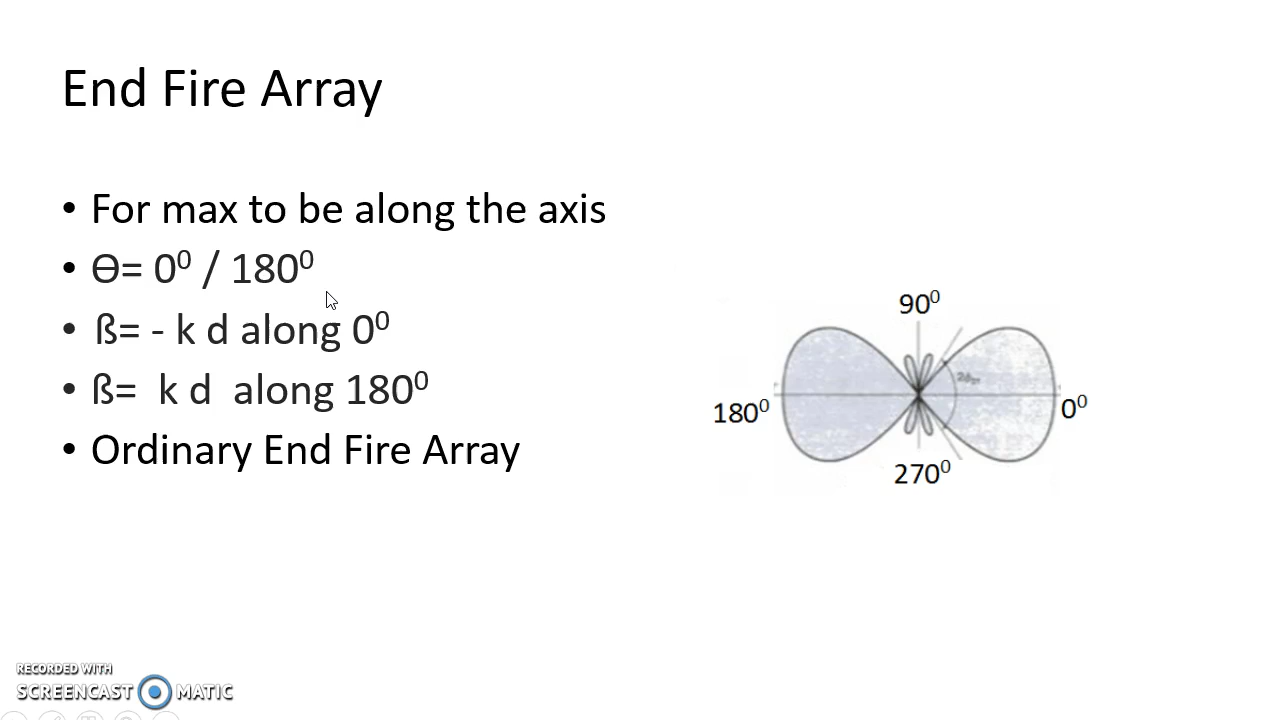 End Fire Array
• For max to be along the axis
• Ɵ= 0⁰ / 180⁰
• ß= - k d along 0⁰
• ß= k d along 180⁰
• Ordinary End Fire Array
90⁰
180⁰
0⁰
270⁰
RECORDED WITH
SCREENCAST MATIC